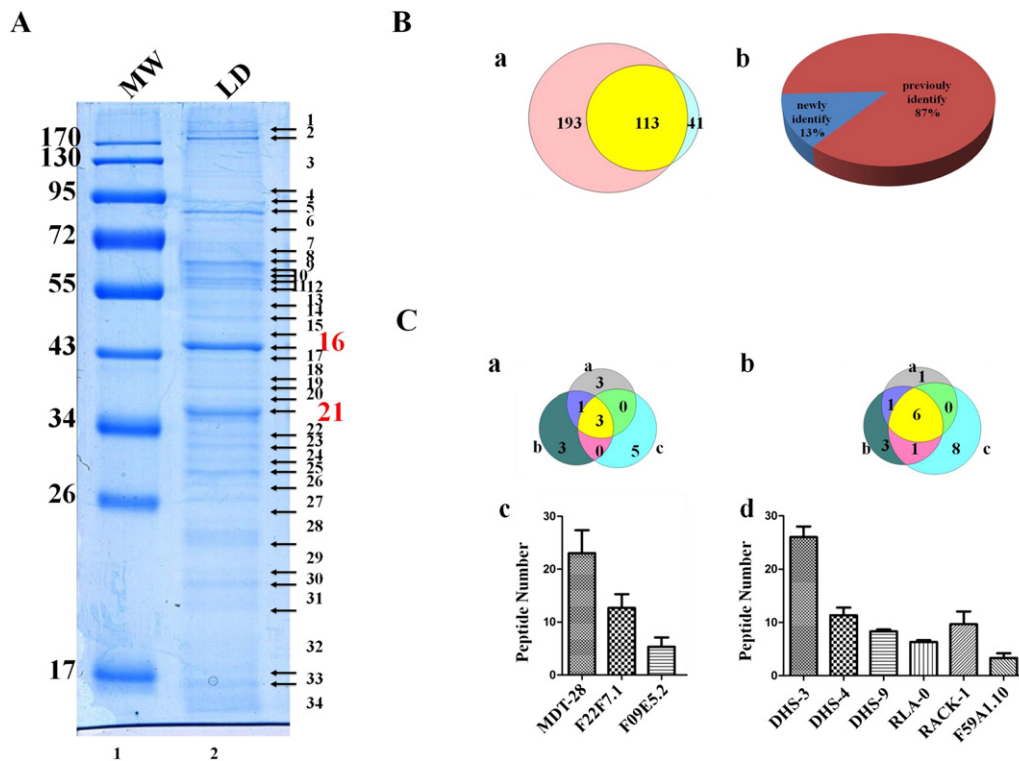 A
MW
LD
170
130
95
72
55
43
34
26
17
1
2
3
4
5
6
7
8
9
10
11
12
13
14
15
16
17
18
19
20
21
22
23
24
25
26
27
28
29
30
31
32
33
34
1
2
B
a
193
113
41
b
previouly
identify
87%
newly
identify
13%
C
a
a
3
1
0
3
b
3
0
5
c
b
a
1
1
0
6
b
3
1
8
c
c
Peptide Number
30
20
10
0
MDT-28
F22F7.1
F09E5.2
d
Peptide Number
30
20
10
0
DHS-3
DHS-4
DHS-9
RLA-0
RACK-1
F59A1.10